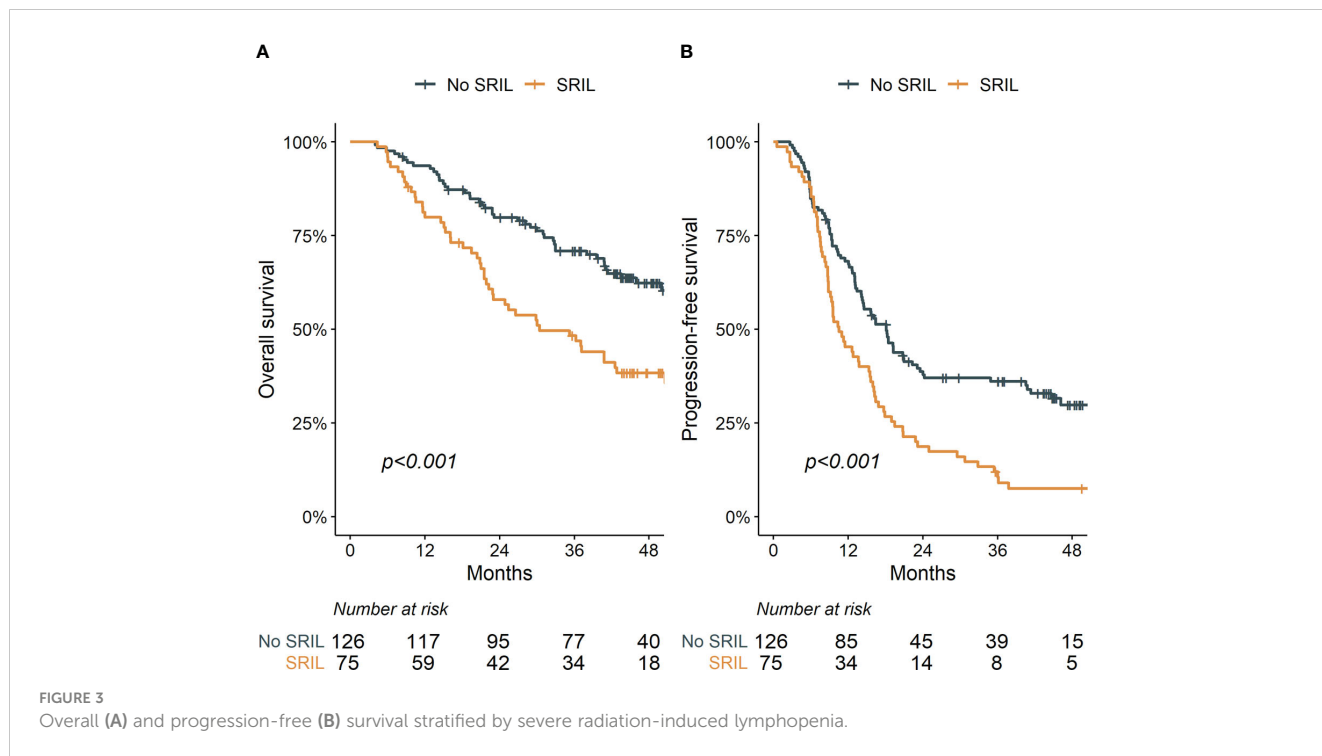 A
No SRIL SRIL
100%
75%
50%
25%
0%
Overall survival
p<0.001
0 12 24 36 48
Months
Number at risk
No SRIL 126 117 95 77 40
SRIL 75 59 42 34 18
B
No SRIL SRIL
100%
75%
50%
25%
0%
Progression-free survival
p<0.001
0 12 24 36 48
Months
Number at risk
No SRIL 126 85 45 39 15
SRIL 75 34 14 8 5
FIGURE 3
Overall (A) and progression-free (B) survival stratified by severe radiation-induced lymphopenia.